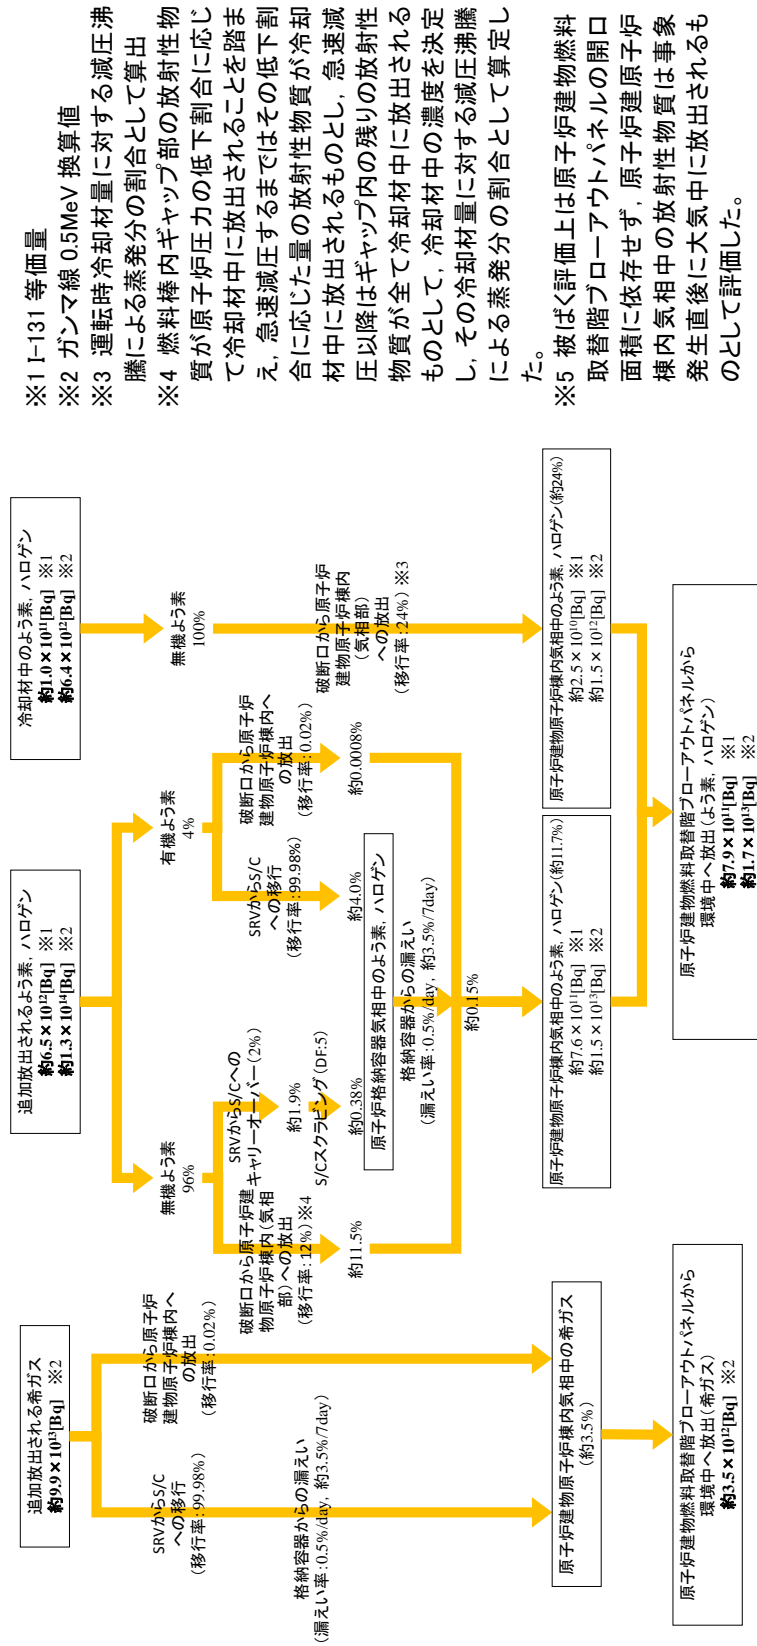 追加放出される希ガス
約9.9×10¹³[Bq] ※2
SRVからS/C
への移行
(移行率:99.98%)
破断口から原子炉
建物原子炉棟内へ
の放出
(移行率:0.02%)
格納容器からの漏えい
(漏えい率:0.5%/day, 約3.5%/7day)
原子炉建物原子炉棟内気相中の希ガス
(約3.5%)
原子炉建物燃料取替階ブローアウトパネルから
環境中へ放出(希ガス)
約3.5×10¹²[Bq] ※2
追加放出されるよう素, ハロゲン
約6.5×10¹²[Bq] ※1
約1.3×10¹⁴[Bq] ※2
無機よう素
96%
有機よう素
4%
破断口から原子炉建
物原子炉棟内(気相
部)への放出
(移行率:12%)※4
SRVからS/Cへの
キャリーオーバー(2%)
約1.9%
S/Cスクラビング(DF:5)
約11.5%
約0.38%
SRVからS/C
への移行
(移行率:99.98%)
破断口から原子炉
建物原子炉棟内へ
の放出
(移行率:0.02%)
約4.0%
約0.0008%
原子炉格納容器気相中のよう素, ハロゲン
格納容器からの漏えい
(漏えい率:0.5%/day, 約3.5%/7day)
約0.15%
原子炉建物原子炉棟内気相中のよう素, ハロゲン(約11.7%)
約7.6×10¹¹[Bq] ※1
約1.5×10¹³[Bq] ※2
冷却材中のよう素, ハロゲン
約1.0×10¹¹[Bq] ※1
約6.4×10¹²[Bq] ※2
無機よう素
100%
破断口から原子炉
建物原子炉棟内
(気相部)
への放出
(移行率:24%)※3
原子炉建物原子炉棟内気相中のよう素, ハロゲン(約24%)
約2.5×10¹⁰[Bq] ※1
約1.5×10¹²[Bq] ※2
原子炉建物燃料取替階ブローアウトパネルから
環境中へ放出(よう素, ハロゲン)
約7.9×10¹¹[Bq] ※1
約1.7×10¹³[Bq] ※2
※1 I-131 等価量
※2 ガンマ線 0.5MeV 換算値
※3 運転時冷却材量に対する減圧沸
騰による蒸発分の割合として算出
※4 燃料棒内ギャップ部の放射性物
質が原子炉圧力の低下割合に応じ
て冷却材中に放出されることを踏ま
え, 急速減圧するまではその低下割
合に応じた量の放射性物質が冷却
材中に放出されるものとし, 急速減
圧以降はギャップ内の残りの放射性
物質が全て冷却材中に放出される
ものとして, 冷却材中の濃度を決定
し, その冷却材量に対する減圧沸騰
による蒸発分の割合として算定し
た。
※5 被ばく評価上は原子炉建物燃料
取替階ブローアウトパネルの開口
面積に依存せず, 原子炉建原子炉
棟内気相中の放射性物質は事象
発生直後に大気中に放出されるも
のとして評価した。